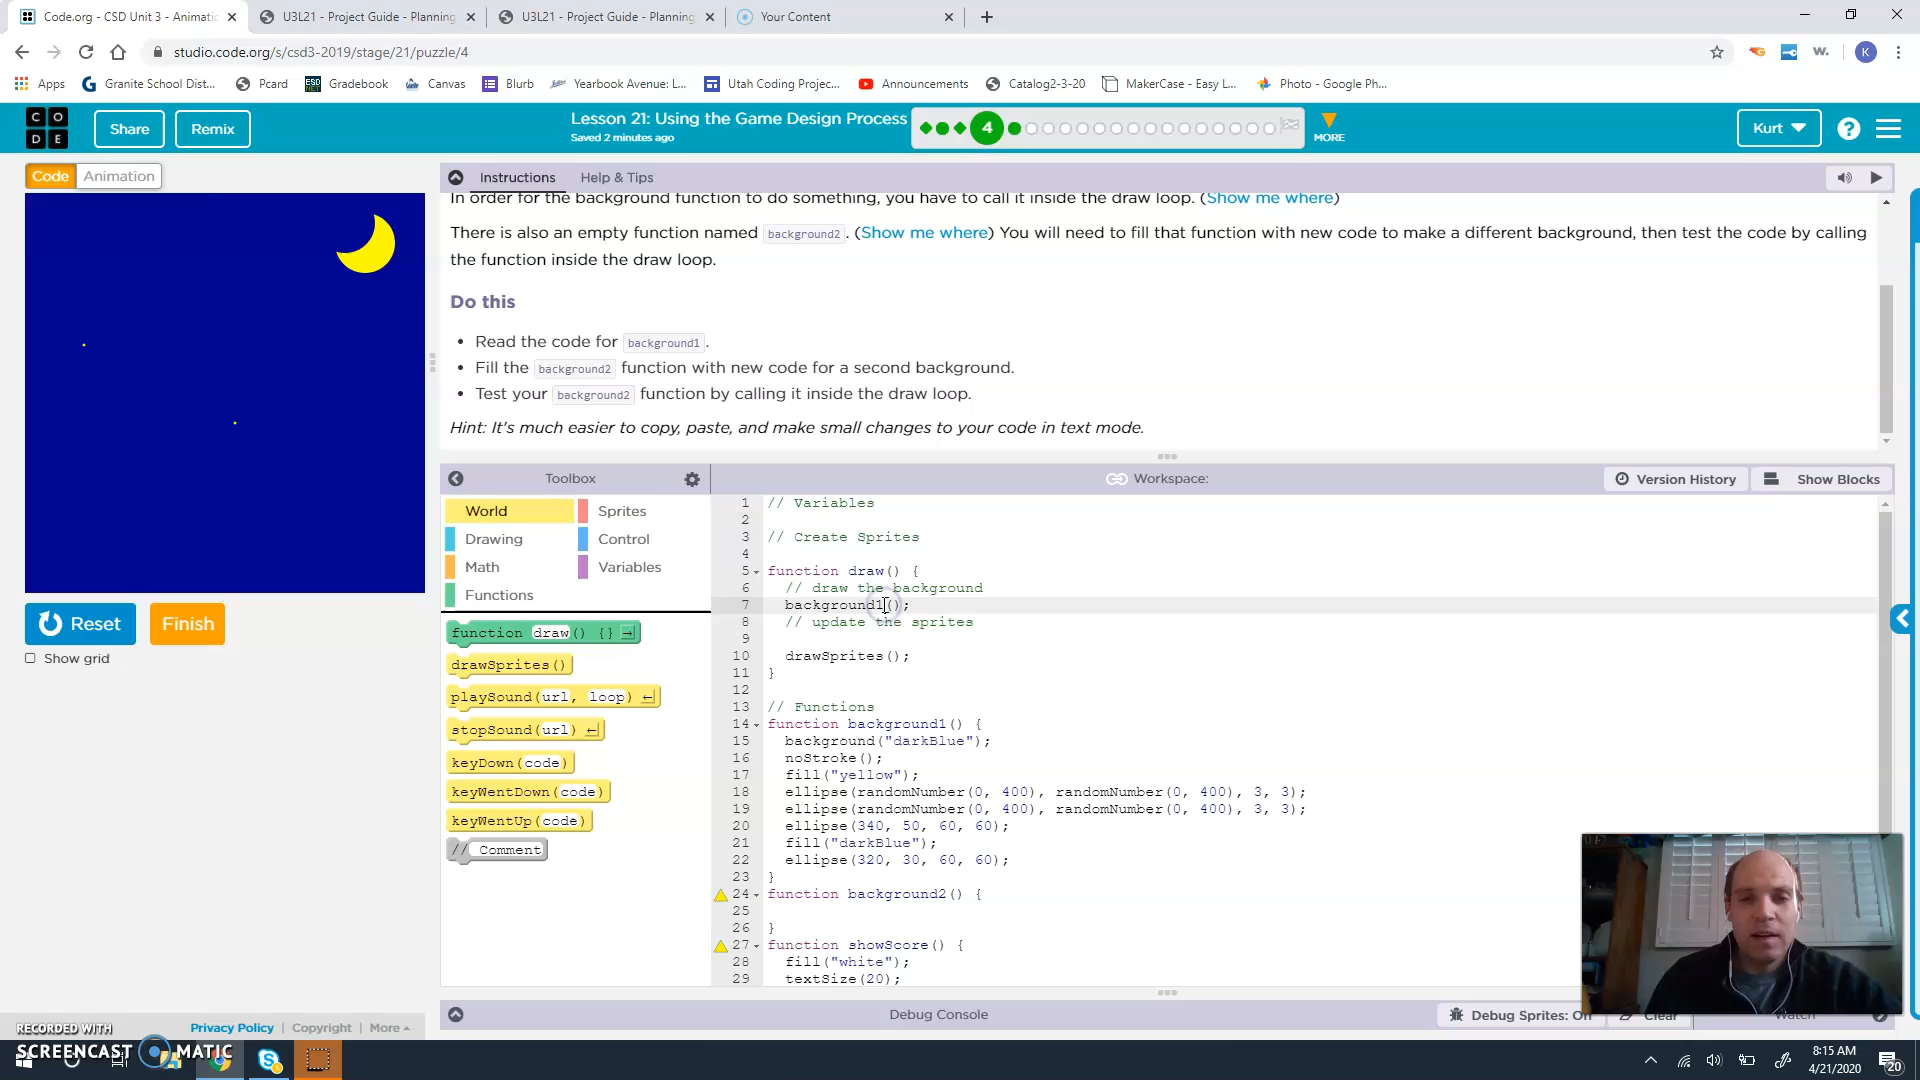 Code.org - CSD Unit 3 - Animatic
U3L21 - Project Guide - Planning
U3L21 - Project Guide - Planning
Your Content
studio.code.org/s/csd3-2019/stage/21/puzzle/4
W.
K
Apps
Granite School Dist...
Pcard
Gradebook
Canvas
Blurb
Yearbook Avenue: L...
Utah Coding Projec...
Announcements
Catalog2-3-20
MakerCase - Easy L...
Photo - Google Ph...
CO
DE
Share
Remix
Lesson 21: Using the Game Design Process
Saved 2 minutes ago
4
MORE
Kurt
?
Code
Animation
Instructions
Help & Tips
In order for the background function to do something, you have to call it inside the draw loop. (Show me where)
There is also an empty function named background2. (Show me where) You will need to fill that function with new code to make a different background, then test the code by calling
the function inside the draw loop.
Do this
• Read the code for background1.
• Fill the background2 function with new code for a second background.
• Test your background2 function by calling it inside the draw loop.
Hint: It's much easier to copy, paste, and make small changes to your code in text mode.
Toolbox
Workspace:
Version History
Show Blocks
World
Sprites
Drawing
Control
Math
Variables
Functions
function draw() {}
drawSprites()
playSound(url, loop)
stopSound(url)
keyDown(code)
keyWentDown(code)
keyWentUp(code)
// Comment
Reset
Finish
Show grid
1 // Variables
2
3 // Create Sprites
4
5 function draw() {
6 // draw the background
7 background1();
8 // update the sprites
9
10 drawSprites();
11 }
12
13 // Functions
14 function background1() {
15 background("darkBlue");
16 noStroke();
17 fill("yellow");
18 ellipse(randomNumber(0, 400), randomNumber(0, 400), 3, 3);
19 ellipse(randomNumber(0, 400), randomNumber(0, 400), 3, 3);
20 ellipse(340, 50, 60, 60);
21 fill("darkBlue");
22 ellipse(320, 30, 60, 60);
23 }
24 function background2() {
25
26 }
27 function showScore() {
28 fill("white");
29 textSize(20);
Debug Console
Debug Sprites: Off
Clear
Watch
Privacy Policy | Copyright | More
RECORDED WITH
SCREENCAST MATIC
8:15 AM
4/21/2020
20